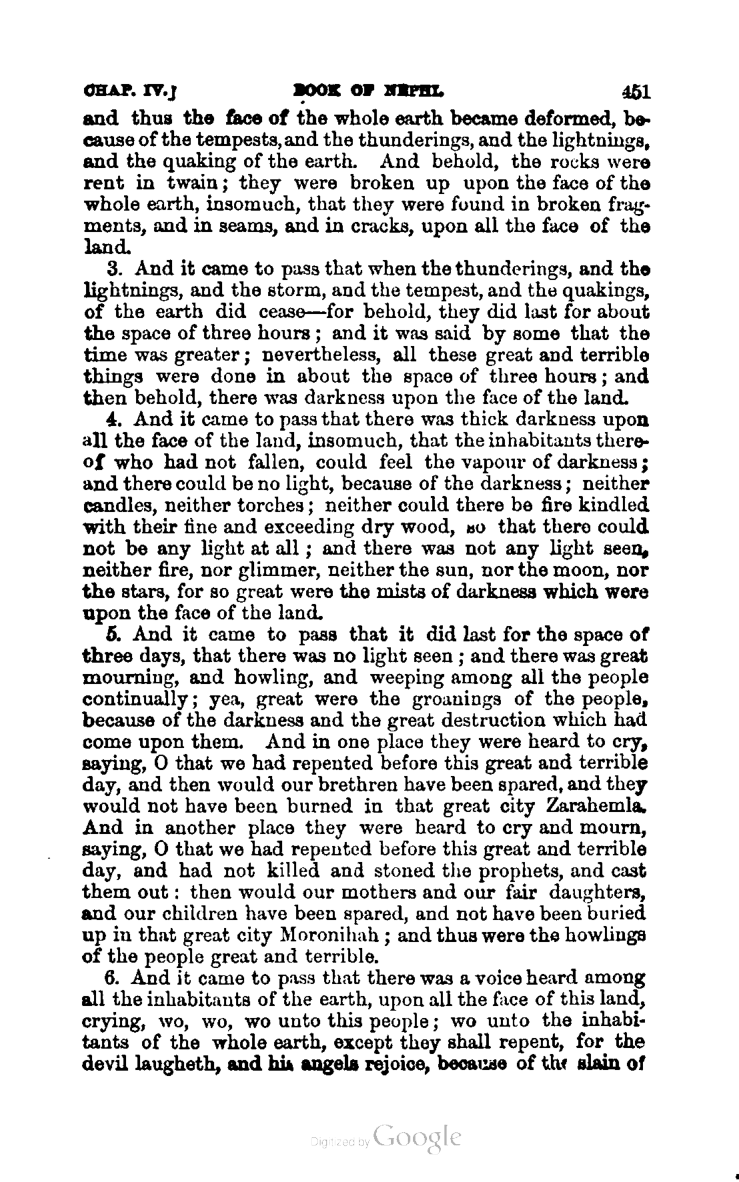 CHAP. IV.] BOOK OF NEPHI. 451
and thus the face of the whole earth became deformed, be-
cause of the tempests, and the thunderings, and the lightnings,
and the quaking of the earth. And behold, the rocks were
rent in twain; they were broken up upon the face of the
whole earth, insomuch, that they were found in broken frag-
ments, and in seams, and in cracks, upon all the face of the
land.
3. And it came to pass that when the thunderings, and the
lightnings, and the storm, and the tempest, and the quakings,
of the earth did cease—for behold, they did last for about
the space of three hours; and it was said by some that the
time was greater; nevertheless, all these great and terrible
things were done in about the space of three hours; and
then behold, there was darkness upon the face of the land.
4. And it came to pass that there was thick darkness upon
all the face of the land, insomuch, that the inhabitants there-
of who had not fallen, could feel the vapour of darkness;
and there could be no light, because of the darkness; neither
candles, neither torches; neither could there be fire kindled
with their fine and exceeding dry wood, so that there could
not be any light at all; and there was not any light seen,
neither fire, nor glimmer, neither the sun, nor the moon, nor
the stars, for so great were the mists of darkness which were
upon the face of the land.
5. And it came to pass that it did last for the space of
three days, that there was no light seen; and there was great
mourning, and howling, and weeping among all the people
continually; yea, great were the groanings of the people,
because of the darkness and the great destruction which had
come upon them. And in one place they were heard to cry,
saying, O that we had repented before this great and terrible
day, and then would our brethren have been spared, and they
would not have been burned in that great city Zarahemla.
And in another place they were heard to cry and mourn,
saying, O that we had repented before this great and terrible
day, and had not killed and stoned the prophets, and cast
them out: then would our mothers and our fair daughters,
and our children have been spared, and not have been buried
up in that great city Moronihah; and thus were the howlings
of the people great and terrible.
6. And it came to pass that there was a voice heard among
all the inhabitants of the earth, upon all the face of this land,
crying, wo, wo, wo unto this people; wo unto the inhabi-
tants of the whole earth, except they shall repent, for the
devil laugheth, and his angels rejoice, because of the slain of
Digitized by Google